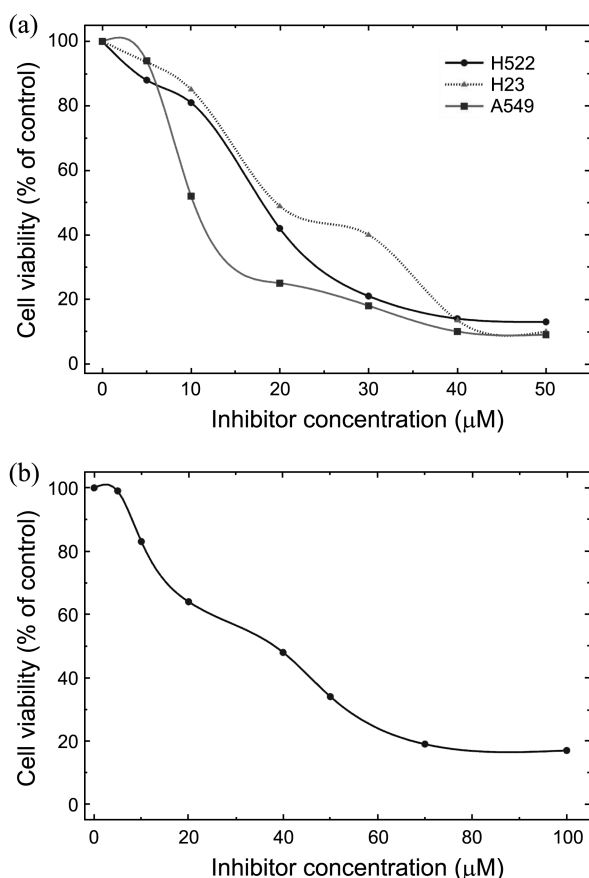 (a)
H522
H23
A549
Cell viability (% of control)
100
80
60
40
20
0
0 10 20 30 40 50
Inhibitor concentration (μM)
(b)
Cell viability (% of control)
100
80
60
40
20
0
0 20 40 60 80 100
Inhibitor concentration (μM)